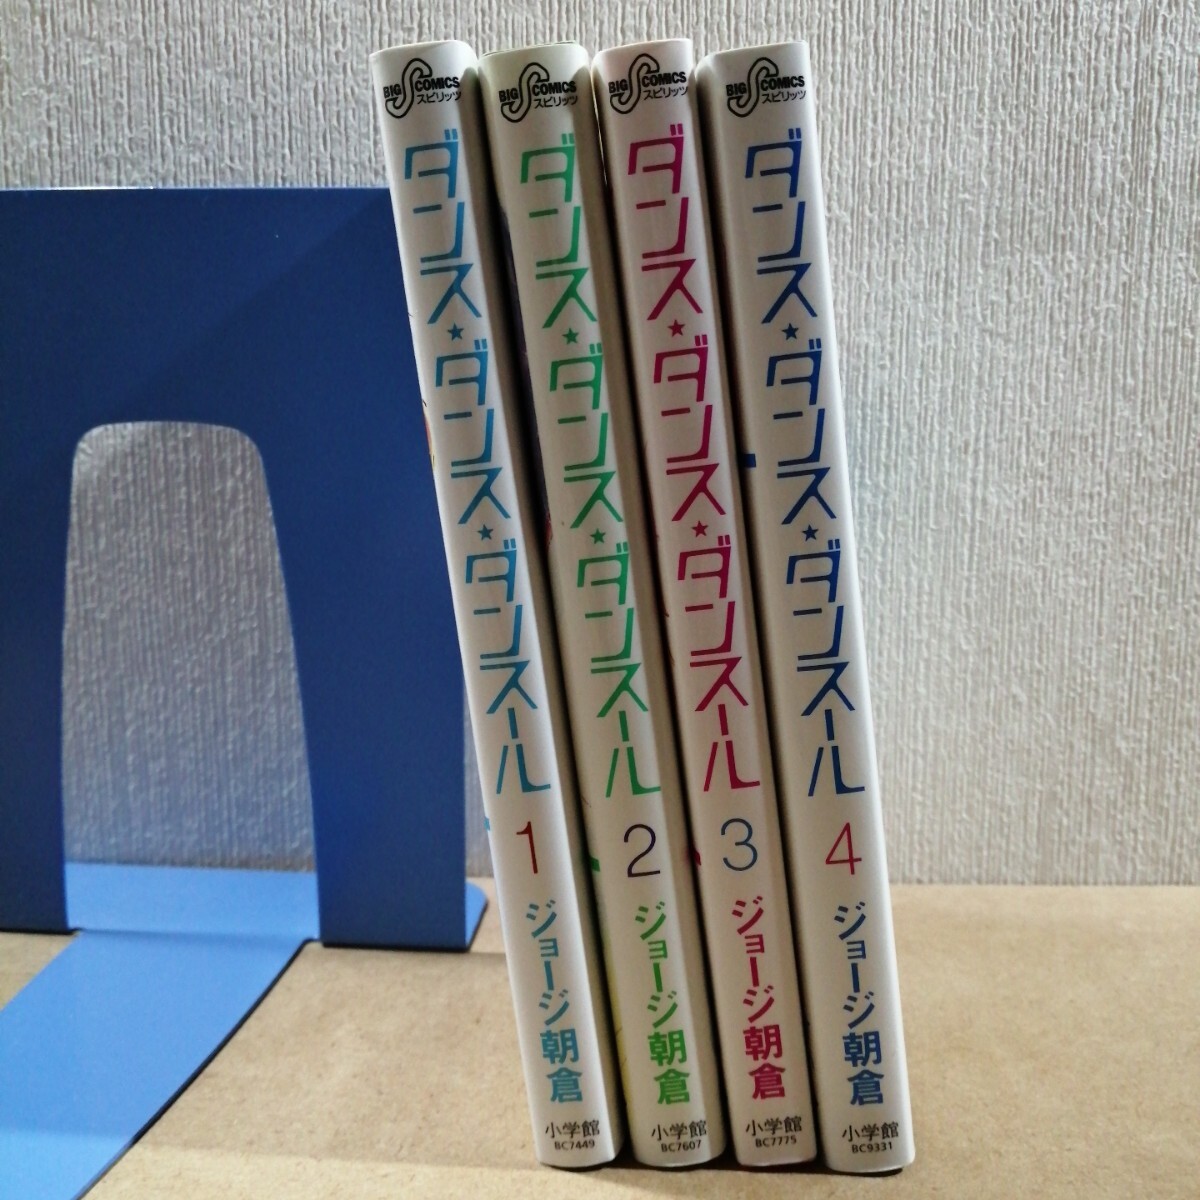 BIG S COMICS
スピリッツ
ダンス★ダンス★ダンスール
1
ジョージ朝倉
小学館
BC7449
BIG S COMICS
スピリッツ
ダンス★ダンス★ダンスール
2
ジョージ朝倉
小学館
BC7607
BIG S COMICS
スピリッツ
ダンス★ダンス★ダンスール
3
ジョージ朝倉
小学館
BC7775
BIG S COMICS
スピリッツ
ダンス★ダンス★ダンスール
4
ジョージ朝倉
小学館
BC9331